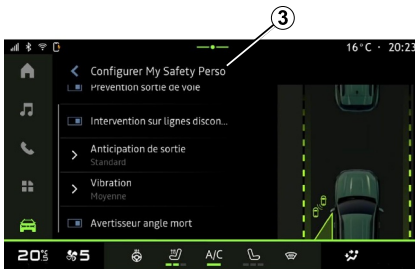 3
16°C · 20:23
Configurer My Safety Perso
Prévention sortie de voie
Intervention sur lignes discon...
Anticipation de sortie
Standard
Vibration
Moyenne
Avertisseur angle mort
20°5 5 A/C